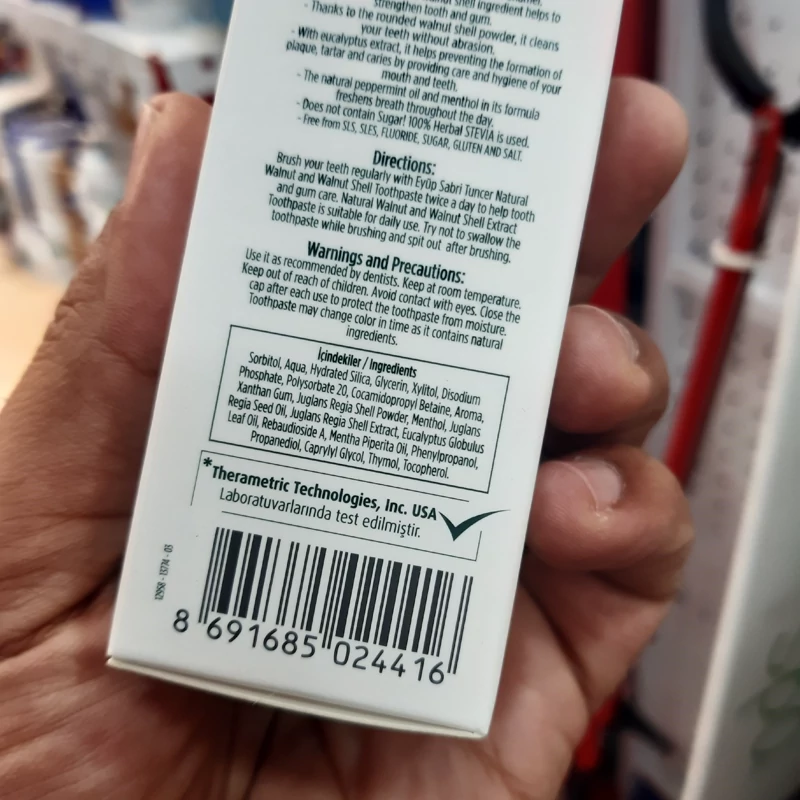 shell ingredient helps to
strengthen tooth and gum.
- Thanks to the rounded walnut shell powder, it cleans
your teeth without abrasion.
- With eucalyptus extract, it helps preventing the formation of
plaque, tartar and caries by providing care and hygiene of your
mouth and teeth.
- The natural peppermint oil and menthol in its formula
freshens breath throughout the day.
- Does not contain Sugar! 100% Herbal STEVIA is used.
- Free from SLS, SLES, FLUORIDE, SUGAR, GLUTEN AND SALT.
Directions:
Brush your teeth regularly with Eyüp Sabri Tuncer Natural
Walnut and Walnut Shell Toothpaste twice a day to help tooth
and gum care. Natural Walnut and Walnut Shell Extract
Toothpaste is suitable for daily use. Try not to swallow the
toothpaste while brushing and spit out after brushing.
Warnings and Precautions:
Use it as recommended by dentists. Keep at room temperature.
Keep out of reach of children. Avoid contact with eyes. Close the
cap after each use to protect the toothpaste from moisture.
Toothpaste may change color in time as it contains natural
ingredients.
İçindekiler / Ingredients
Sorbitol, Aqua, Hydrated Silica, Glycerin, Xylitol, Disodium
Phosphate, Polysorbate 20, Cocamidopropyl Betaine, Aroma,
Xanthan Gum, Juglans Regia Shell Powder, Menthol, Juglans
Regia Seed Oil, Juglans Regia Shell Extract, Eucalyptus Globulus
Leaf Oil, Rebaudioside A, Mentha Piperita Oil, Phenylpropanol,
Propanediol, Caprylyl Glycol, Thymol, Tocopherol.
*Therametric Technologies, Inc. USA
Laboratuvarlarında test edilmiştir.
8 691685 024416